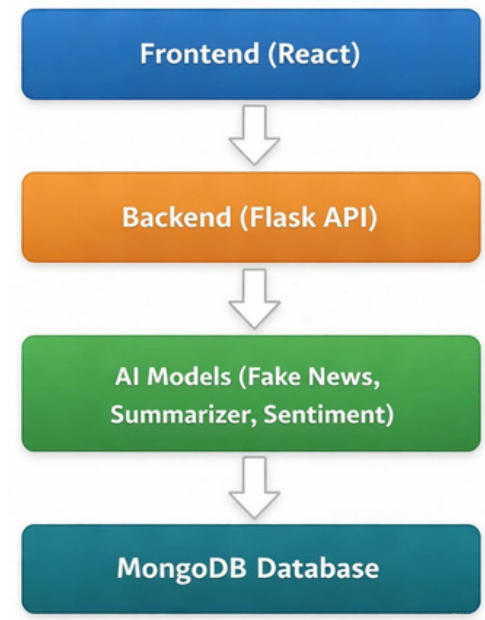 Frontend (React)
Backend (Flask API)
AI Models (Fake News,
Summarizer, Sentiment)
MongoDB Database